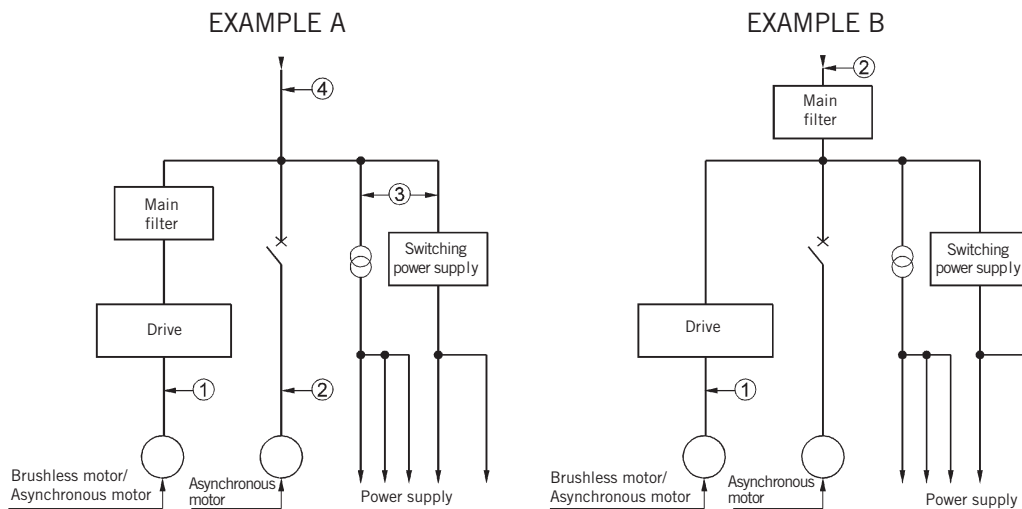 EXAMPLE A
4
Main
filter
3
Switching
power supply
Drive
1
2
Brushless motor/
Asynchronous motor
Asynchronous
motor
Power supply
EXAMPLE B
2
Main
filter
Switching
power supply
Drive
1
Brushless motor/
Asynchronous motor
Asynchronous
motor
Power supply